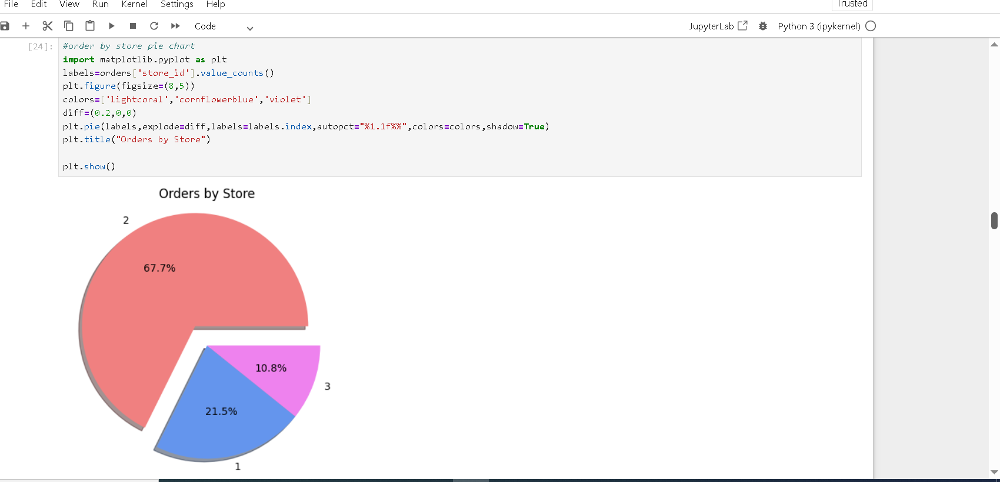 File Edit View Run Kernel Settings Help Trusted
Code JupyterLab Python 3 (ipykernel)
[24]: #order by store pie chart
import matplotlib.pyplot as plt
labels=orders['store_id'].value_counts()
plt.figure(figsize=(8,5))
colors=['lightcoral','cornflowerblue','violet']
diff=(0.2,0,0)
plt.pie(labels,explode=diff,labels=labels.index,autopct="%1.1f%%",colors=colors,shadow=True)
plt.title("Orders by Store")
plt.show()
Orders by Store
2
67.7%
10.8%
3
21.5%
1